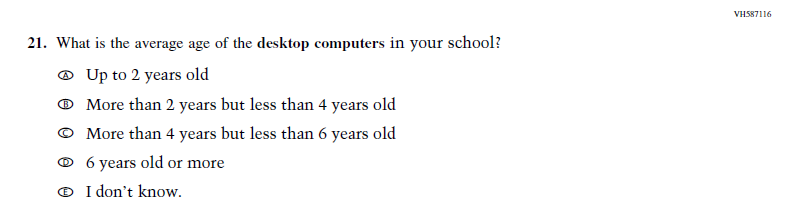 VH587116
21. What is the average age of the desktop computers in your school?
A Up to 2 years old
B More than 2 years but less than 4 years old
C More than 4 years but less than 6 years old
D 6 years old or more
E I don't know.